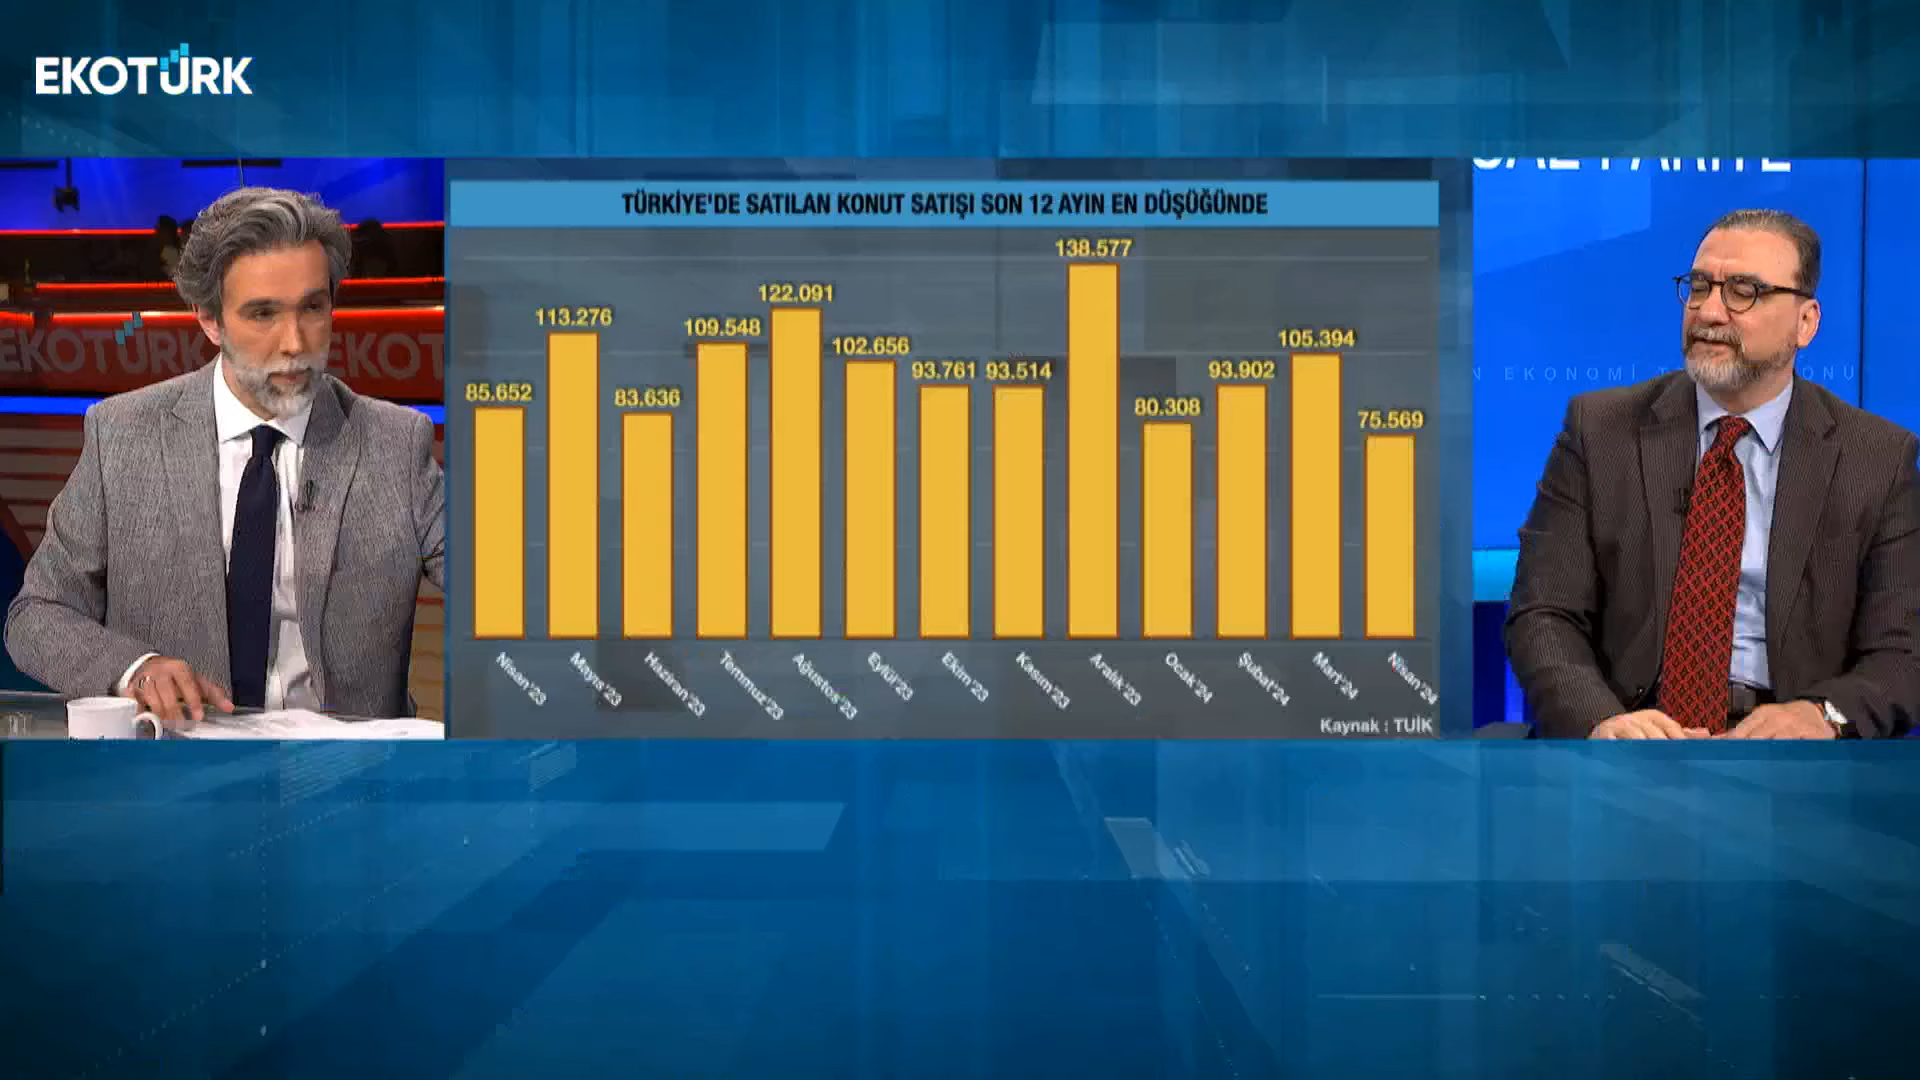 EKOTÜRK
TÜRKİYE'DE SATILAN KONUT SATIŞI SON 12 AYIN EN DÜŞÜĞÜNDE
85.652
113.276
83.636
109.548
122.091
102.656
93.761
93.514
138.577
80.308
93.902
105.394
75.569
Nisan'23
Mayıs'23
Haziran'23
Temmuz'23
Ağustos'23
Eylül'23
Ekim'23
Kasım'23
Aralık'23
Ocak'24
Şubat'24
Mart'24
Nisan'24
Kaynak : TUİK
EKOTÜRK
EKOT
EKONOMİ